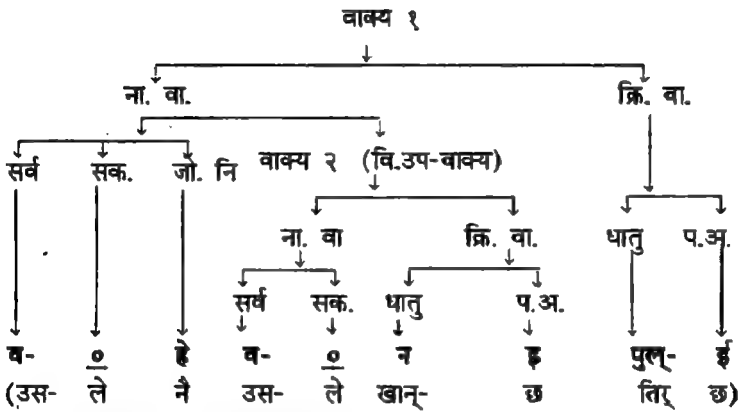 वाक्य १
ना. वा. क्रि. वा.
सर्व सक. जो. नि वाक्य २ (वि.उप-वाक्य)
ना. वा क्रि. वा. धातु प.अ.
सर्व सक. धातु प.अ.
व- ० हे व- ० न इ पुल्- ई
(उस- ले नै उस- ले खान्- छ तिर् छ)